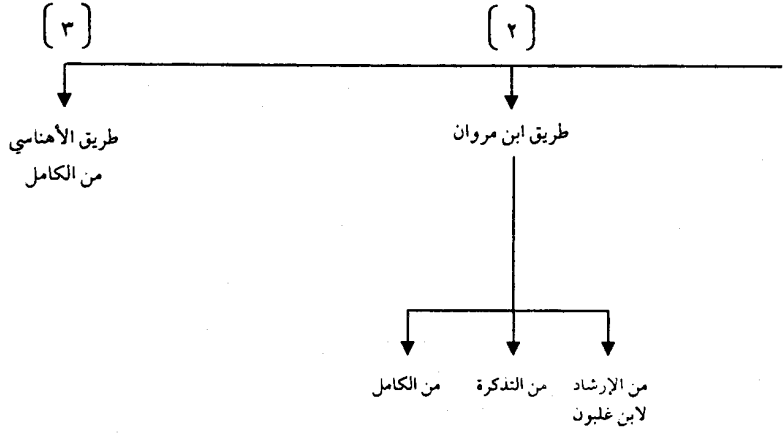 (٢)
(٣)
طريق ابن مروان
طريق الأهناسي
من الكامل
من الإرشاد
لابن غلبون
من التذكرة
من الكامل